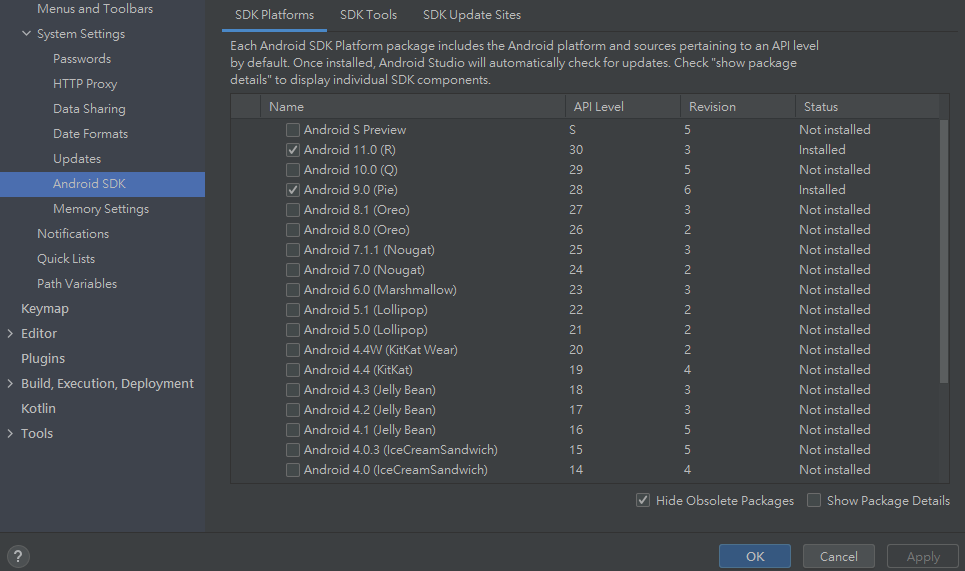 Menus and Toolbars
System Settings
Passwords
HTTP Proxy
Data Sharing
Date Formats
Updates
Android SDK
Memory Settings
Notifications
Quick Lists
Path Variables
Keymap
Editor
Plugins
Build, Execution, Deployment
Kotlin
Tools
?
SDK Platforms SDK Tools SDK Update Sites
Each Android SDK Platform package includes the Android platform and sources pertaining to an API level
by default. Once installed, Android Studio will automatically check for updates. Check "show package
details" to display individual SDK components.
Name API Level Revision Status
Android S Preview S 5 Not installed
Android 11.0 (R) 30 3 Installed
Android 10.0 (Q) 29 5 Not installed
Android 9.0 (Pie) 28 6 Installed
Android 8.1 (Oreo) 27 3 Not installed
Android 8.0 (Oreo) 26 2 Not installed
Android 7.1.1 (Nougat) 25 3 Not installed
Android 7.0 (Nougat) 24 2 Not installed
Android 6.0 (Marshmallow) 23 3 Not installed
Android 5.1 (Lollipop) 22 2 Not installed
Android 5.0 (Lollipop) 21 2 Not installed
Android 4.4W (KitKat Wear) 20 2 Not installed
Android 4.4 (KitKat) 19 4 Not installed
Android 4.3 (Jelly Bean) 18 3 Not installed
Android 4.2 (Jelly Bean) 17 3 Not installed
Android 4.1 (Jelly Bean) 16 5 Not installed
Android 4.0.3 (IceCreamSandwich) 15 5 Not installed
Android 4.0 (IceCreamSandwich) 14 4 Not installed
Hide Obsolete Packages Show Package Details
OK Cancel Apply